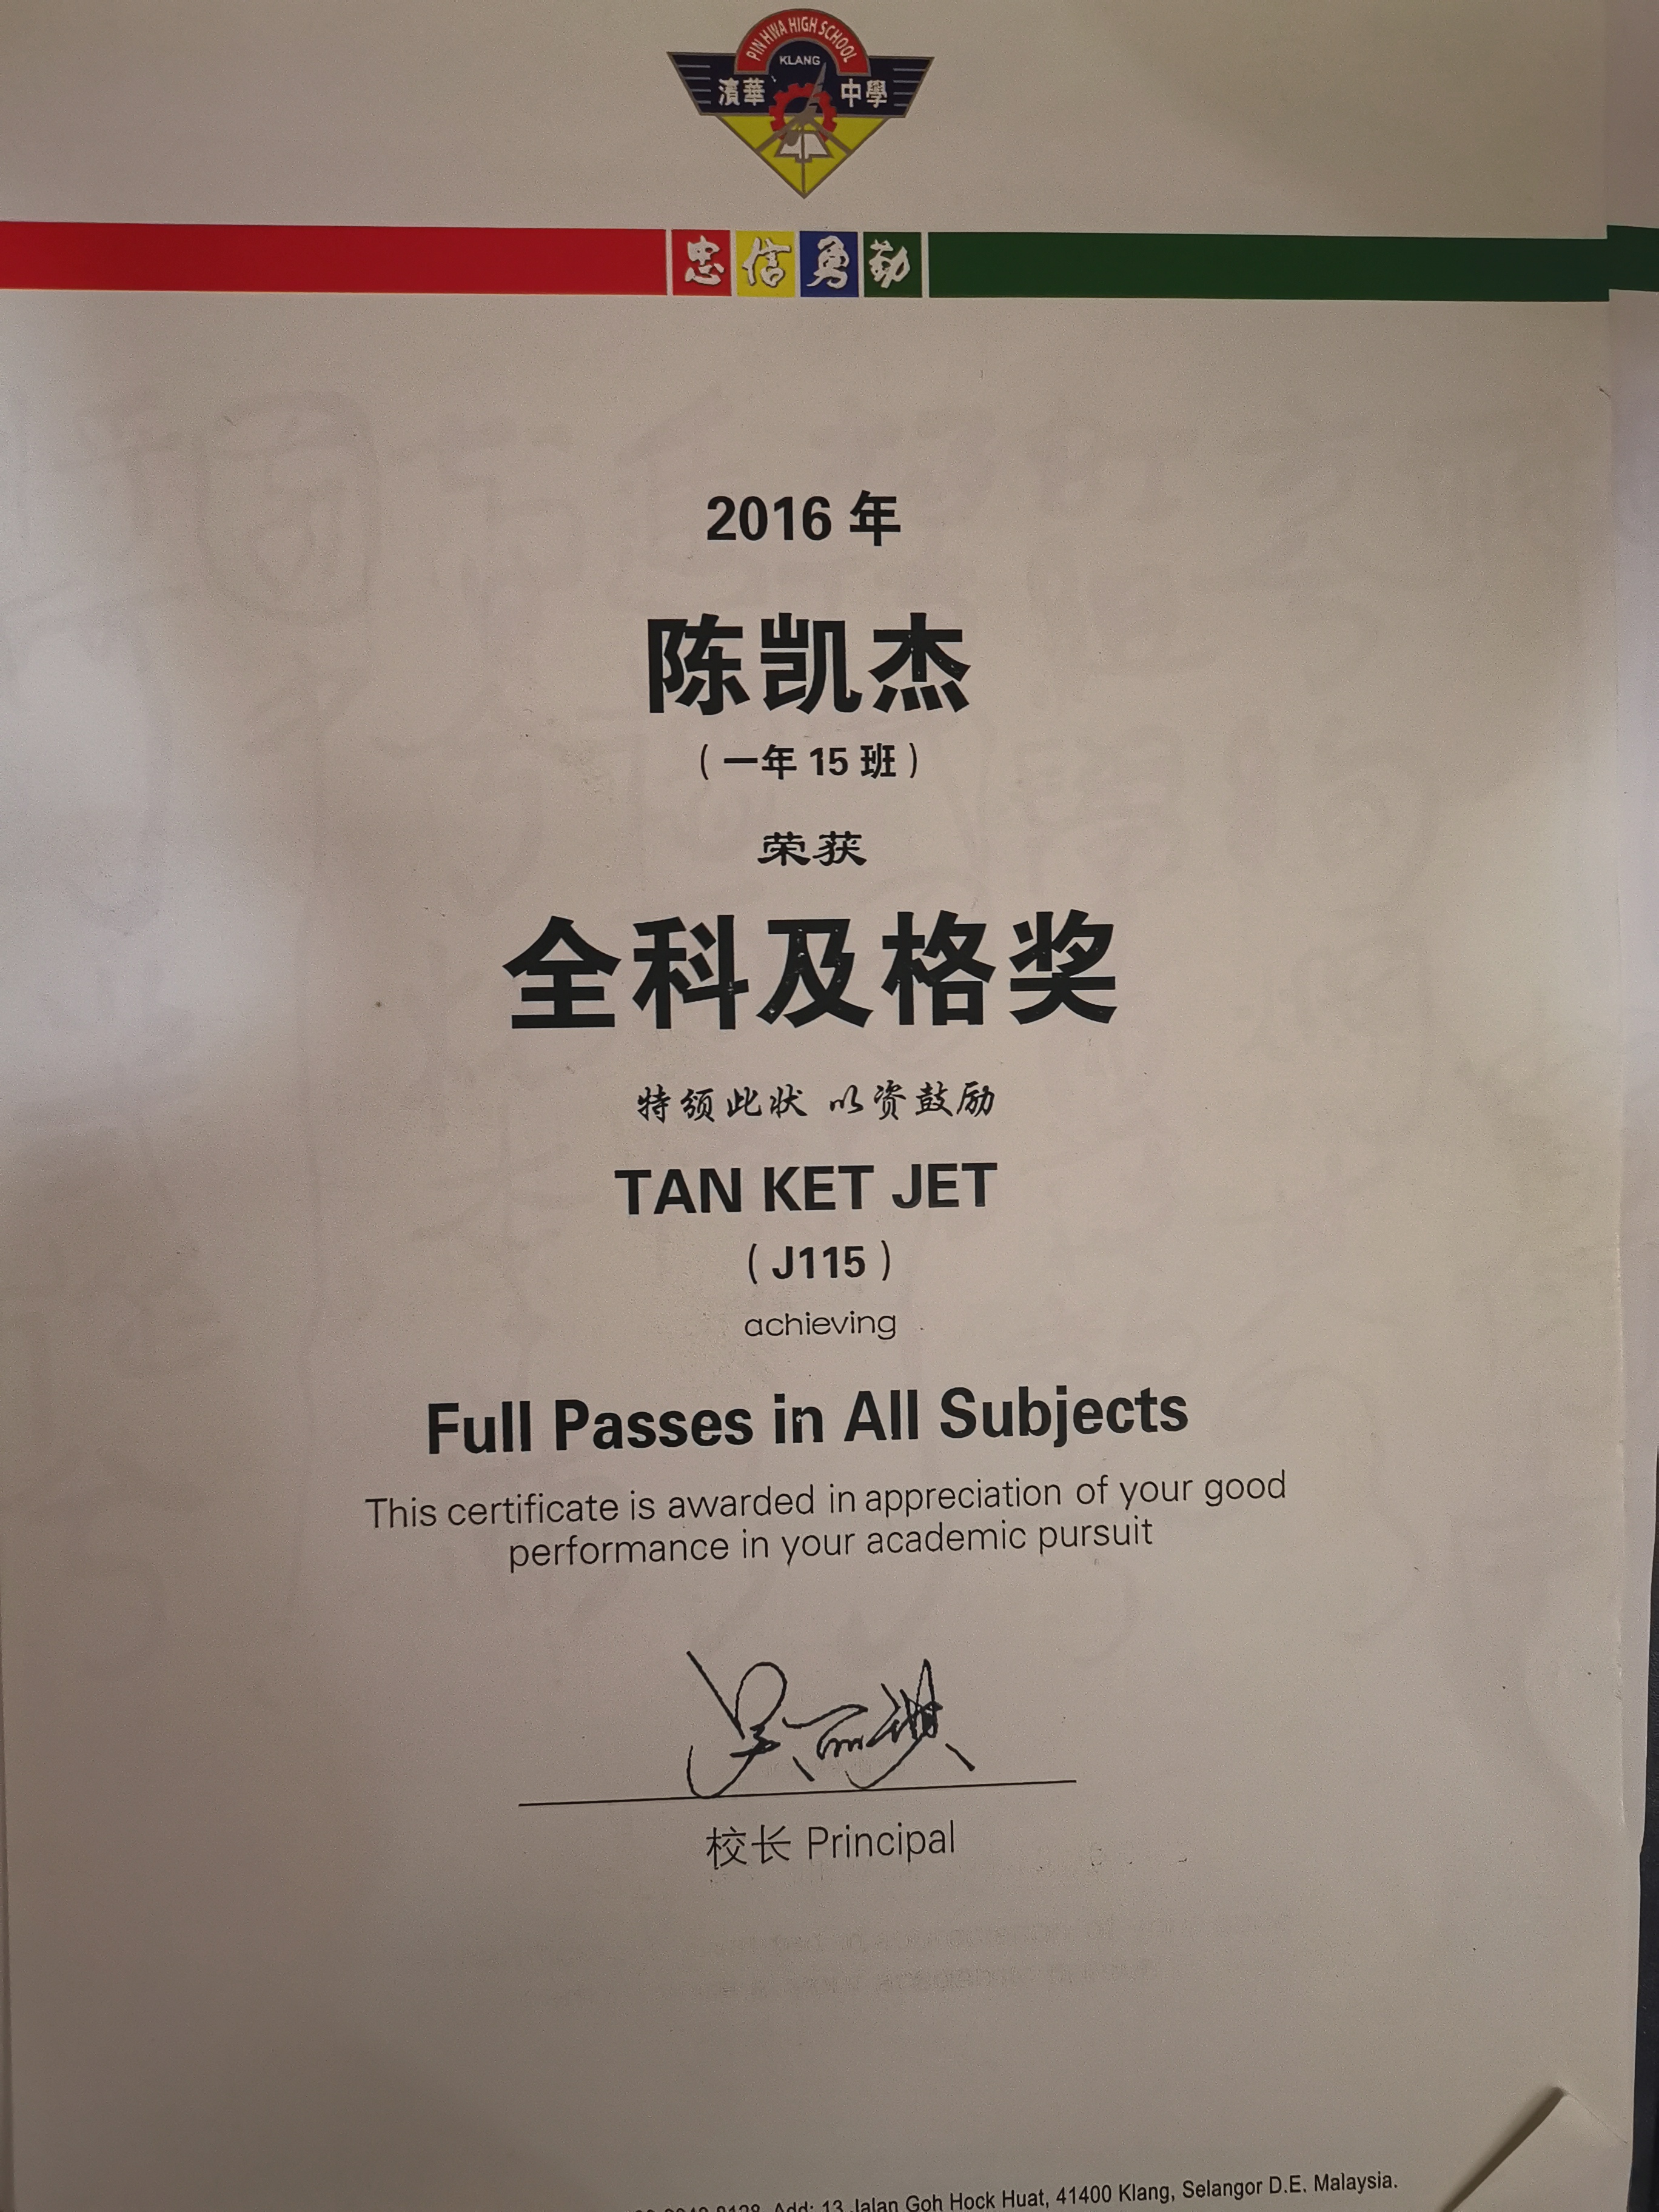 PIN HWA HIGH SCHOOL
KLANG
濱華 中學
忠信勇勤
2016 年
陈凯杰
（一年 15 班）
荣获
全科及格奖
特颁此状 以资鼓励
TAN KET JET
( J115 )
achieving
Full Passes in All Subjects
This certificate is awarded in appreciation of your good
performance in your academic pursuit
校长 Principal
Add: 13 Jalan Goh Hock Huat, 41400 Klang, Selangor D.E. Malaysia.